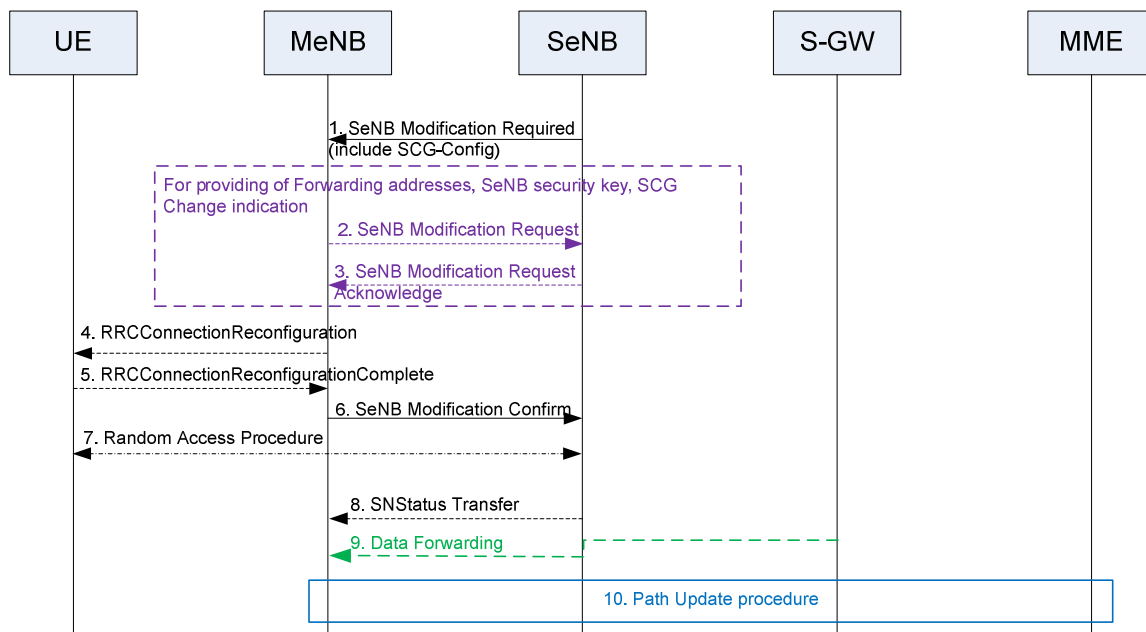 UE
MeNB
SeNB
S-GW
MME
1. SeNB Modification Required
(include SCG-Config)
For providing of Forwarding addresses, SeNB security key, SCG
Change indication
2. SeNB Modification Request
3. SeNB Modification Request
Acknowledge
4. RRCConnectionReconfiguration
5. RRCConnectionReconfigurationComplete
6. SeNB Modification Confirm
7. Random Access Procedure
8. SNStatus Transfer
9. Data Forwarding
10. Path Update procedure